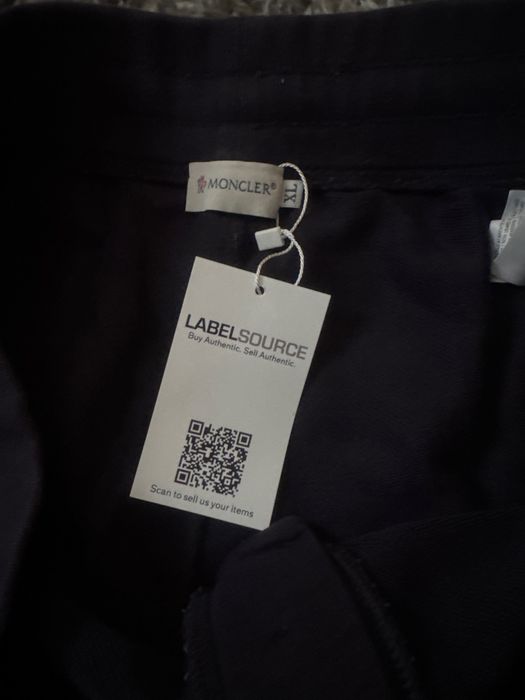 MONCLER®
XL
LABELSOURCE
Buy Authentic. Sell Authentic.
Scan to sell us your items